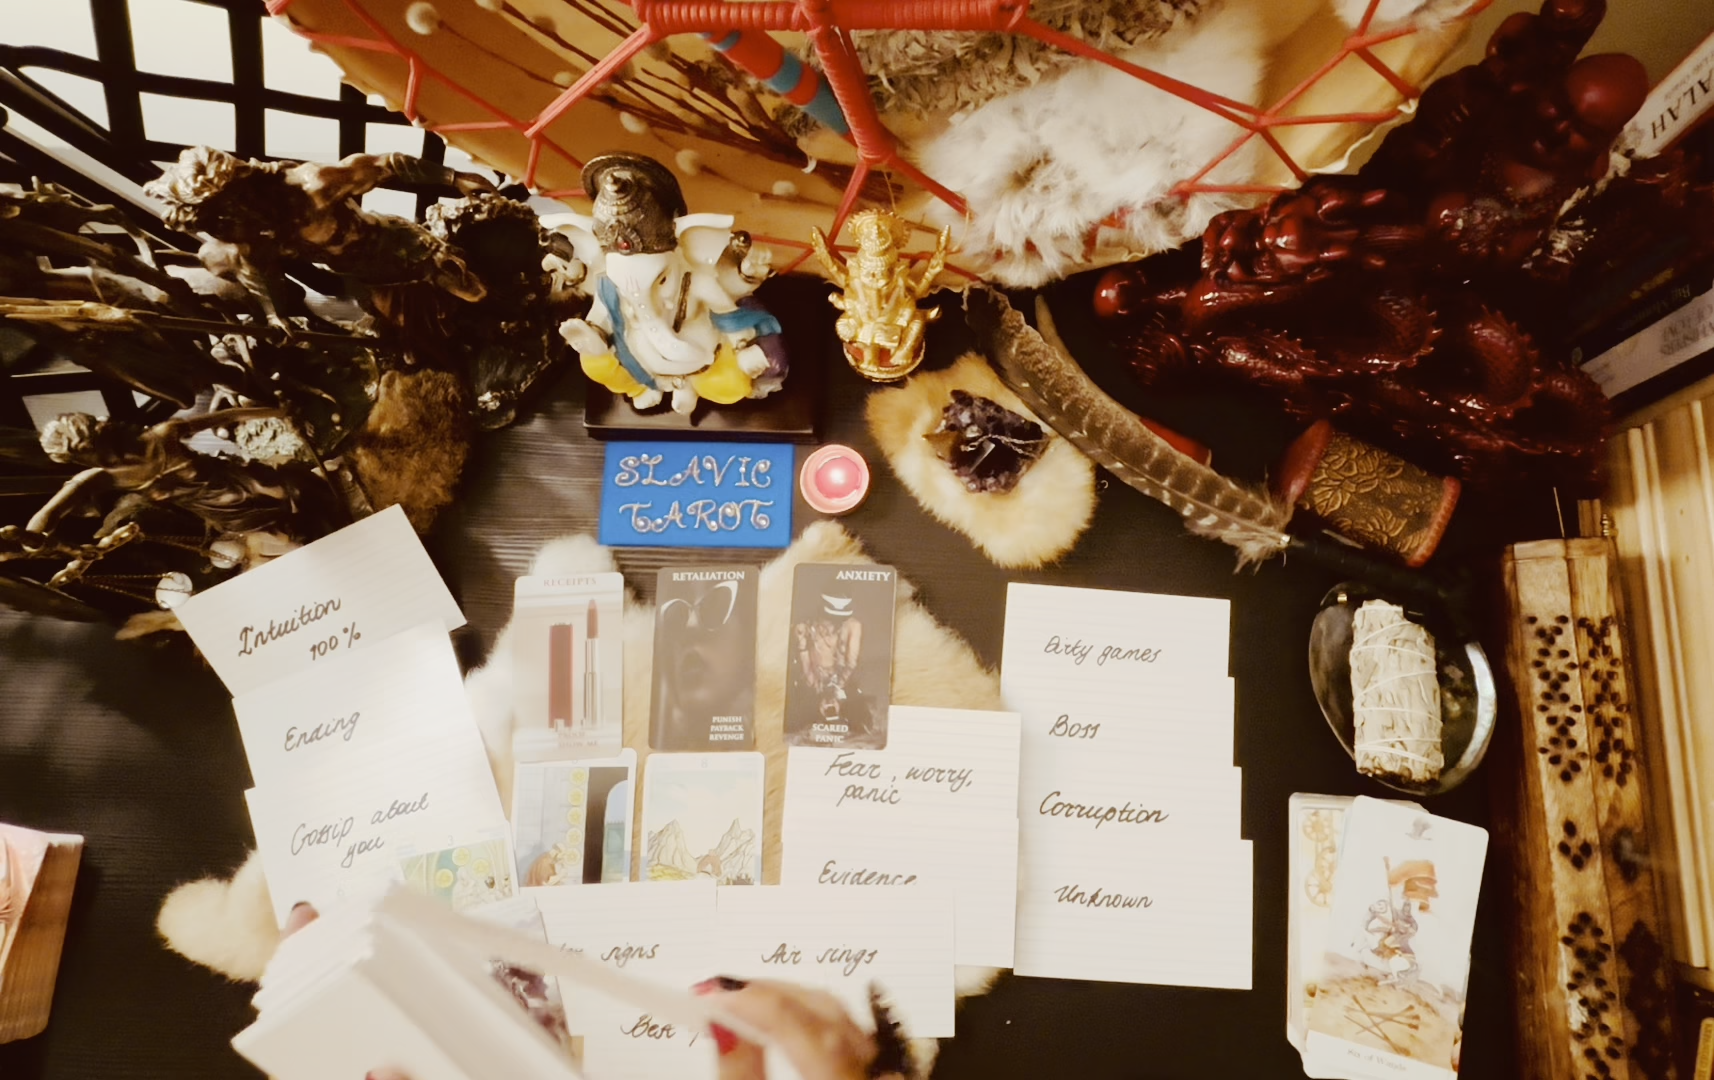 SLAVIC
TAROT
Intuition
100%
Ending
Gossip about
you
RECEIPTS
RETALIATION
PUNISH
PAYBACK
REVENGE
ANXIETY
SCARED
PANIC
Fear, worry,
panic
Evidence
signs
Air sings
Best
Dirty games
Boss
Corruption
Unknown